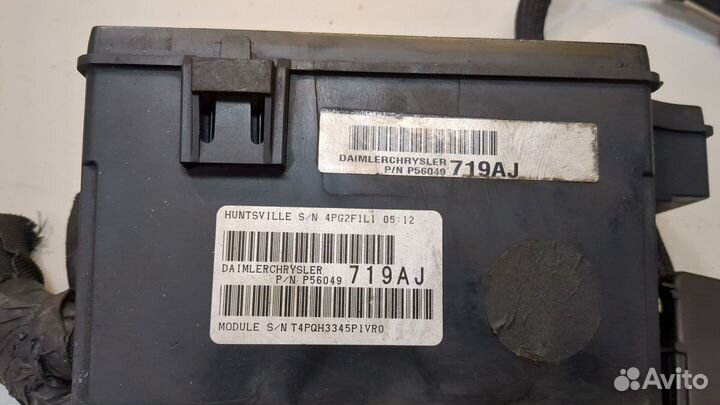 DAIMLERCHRYSLER
P/N P56049 719AJ
HUNTSVILLE S/N 4PG2F1L1 05:12
DAIMLERCHRYSLER
P/N P56049 719AJ
MODULE S/N T4PQH3345P1VR0
Avito